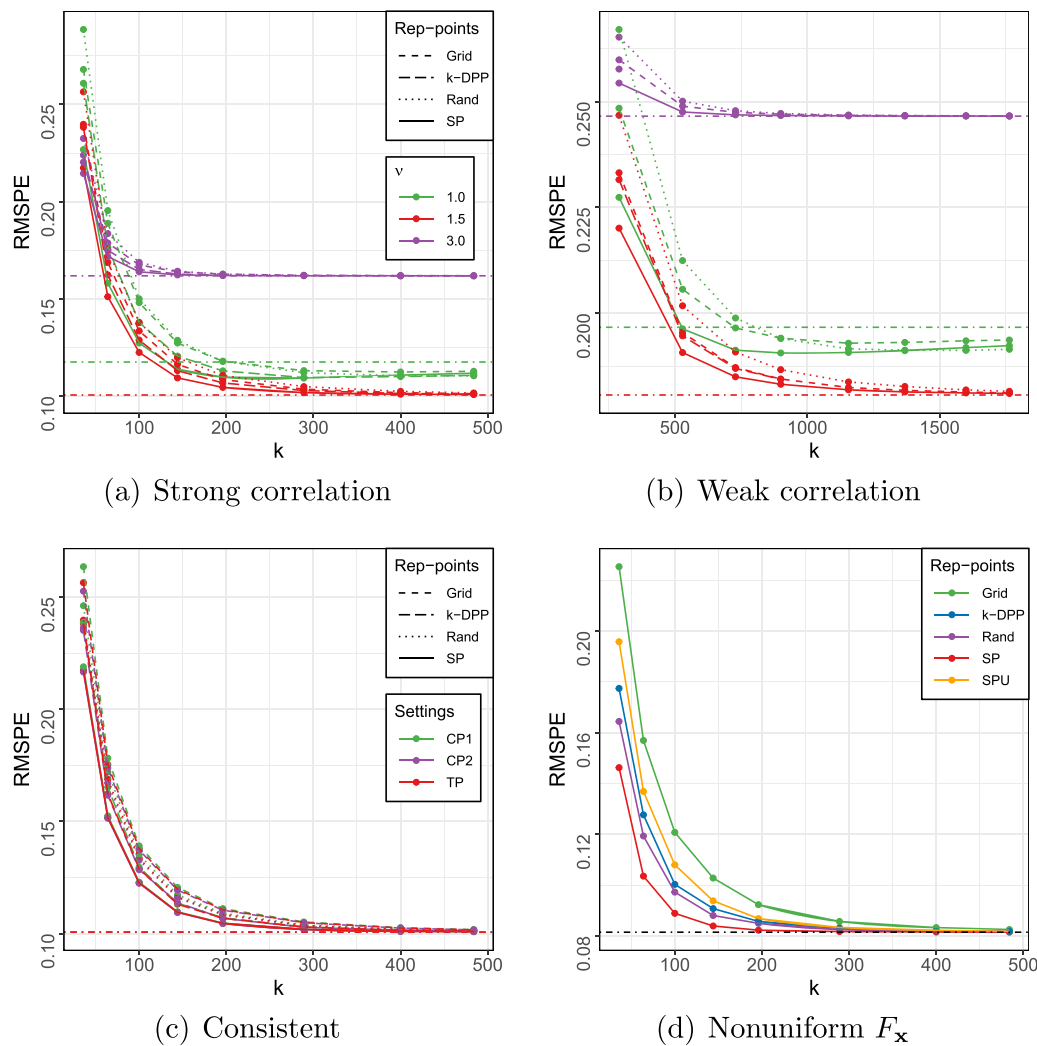 RMSPE
0.25
0.20
0.15
0.10
100
200
300
400
500
k
Rep−points
Grid
k−DPP
Rand
SP
ν
1.0
1.5
3.0
(a) Strong correlation
RMSPE
0.250
0.225
0.200
500
1000
1500
k
(b) Weak correlation
RMSPE
0.25
0.20
0.15
0.10
100
200
300
400
500
k
Rep−points
Grid
k−DPP
Rand
SP
Settings
CP1
CP2
TP
(c) Consistent
RMSPE
0.20
0.16
0.12
0.08
100
200
300
400
500
k
Rep−points
Grid
k−DPP
Rand
SP
SPU
(d) Nonuniform Fx